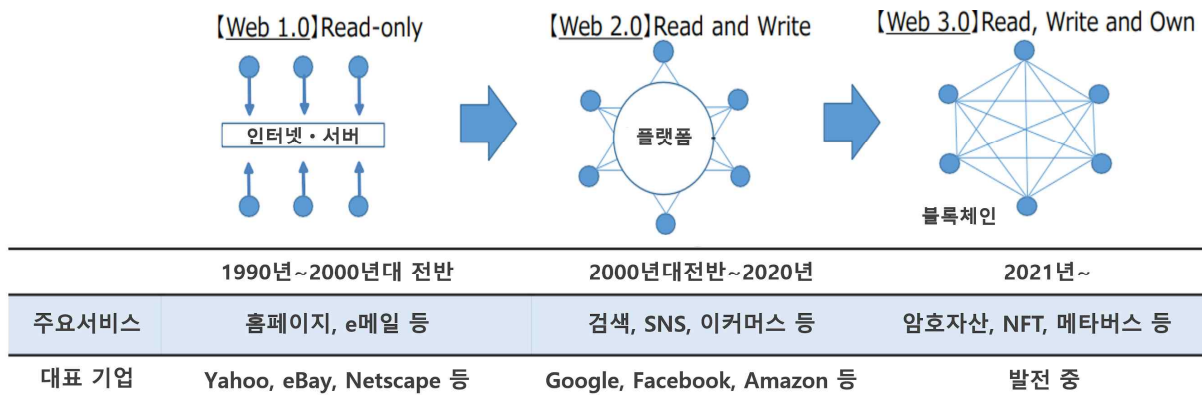 【Web 1.0】Read-only
【Web 2.0】Read and Write
【Web 3.0】Read, Write and Own
인터넷・서버
플랫폼
블록체인
1990년~2000년대 전반
2000년대전반~2020년
2021년~
주요서비스
홈페이지, e메일 등
검색, SNS, 이커머스 등
암호자산, NFT, 메타버스 등
대표 기업
Yahoo, eBay, Netscape 등
Google, Facebook, Amazon 등
발전 중